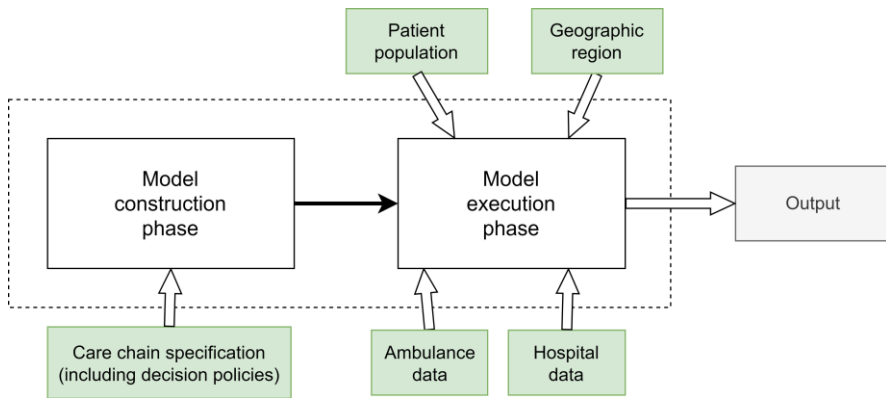 Patient
population
Geographic
region
Model
construction
phase
Model
execution
phase
Output
Care chain specification
(including decision policies)
Ambulance
data
Hospital
data